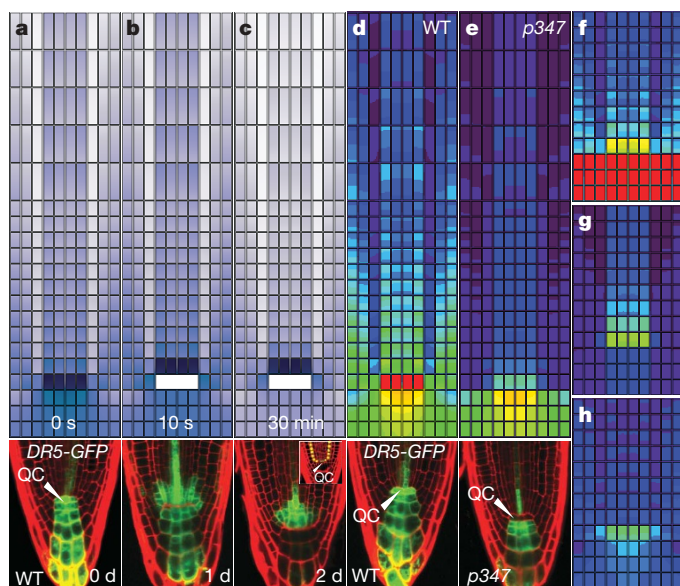 a b c d WT e p347 f
g
h
0 s 10 s 30 min
DR5-GFP DR5-GFP
QC QC QC QC
WT 0 d 1 d 2 d WT p347